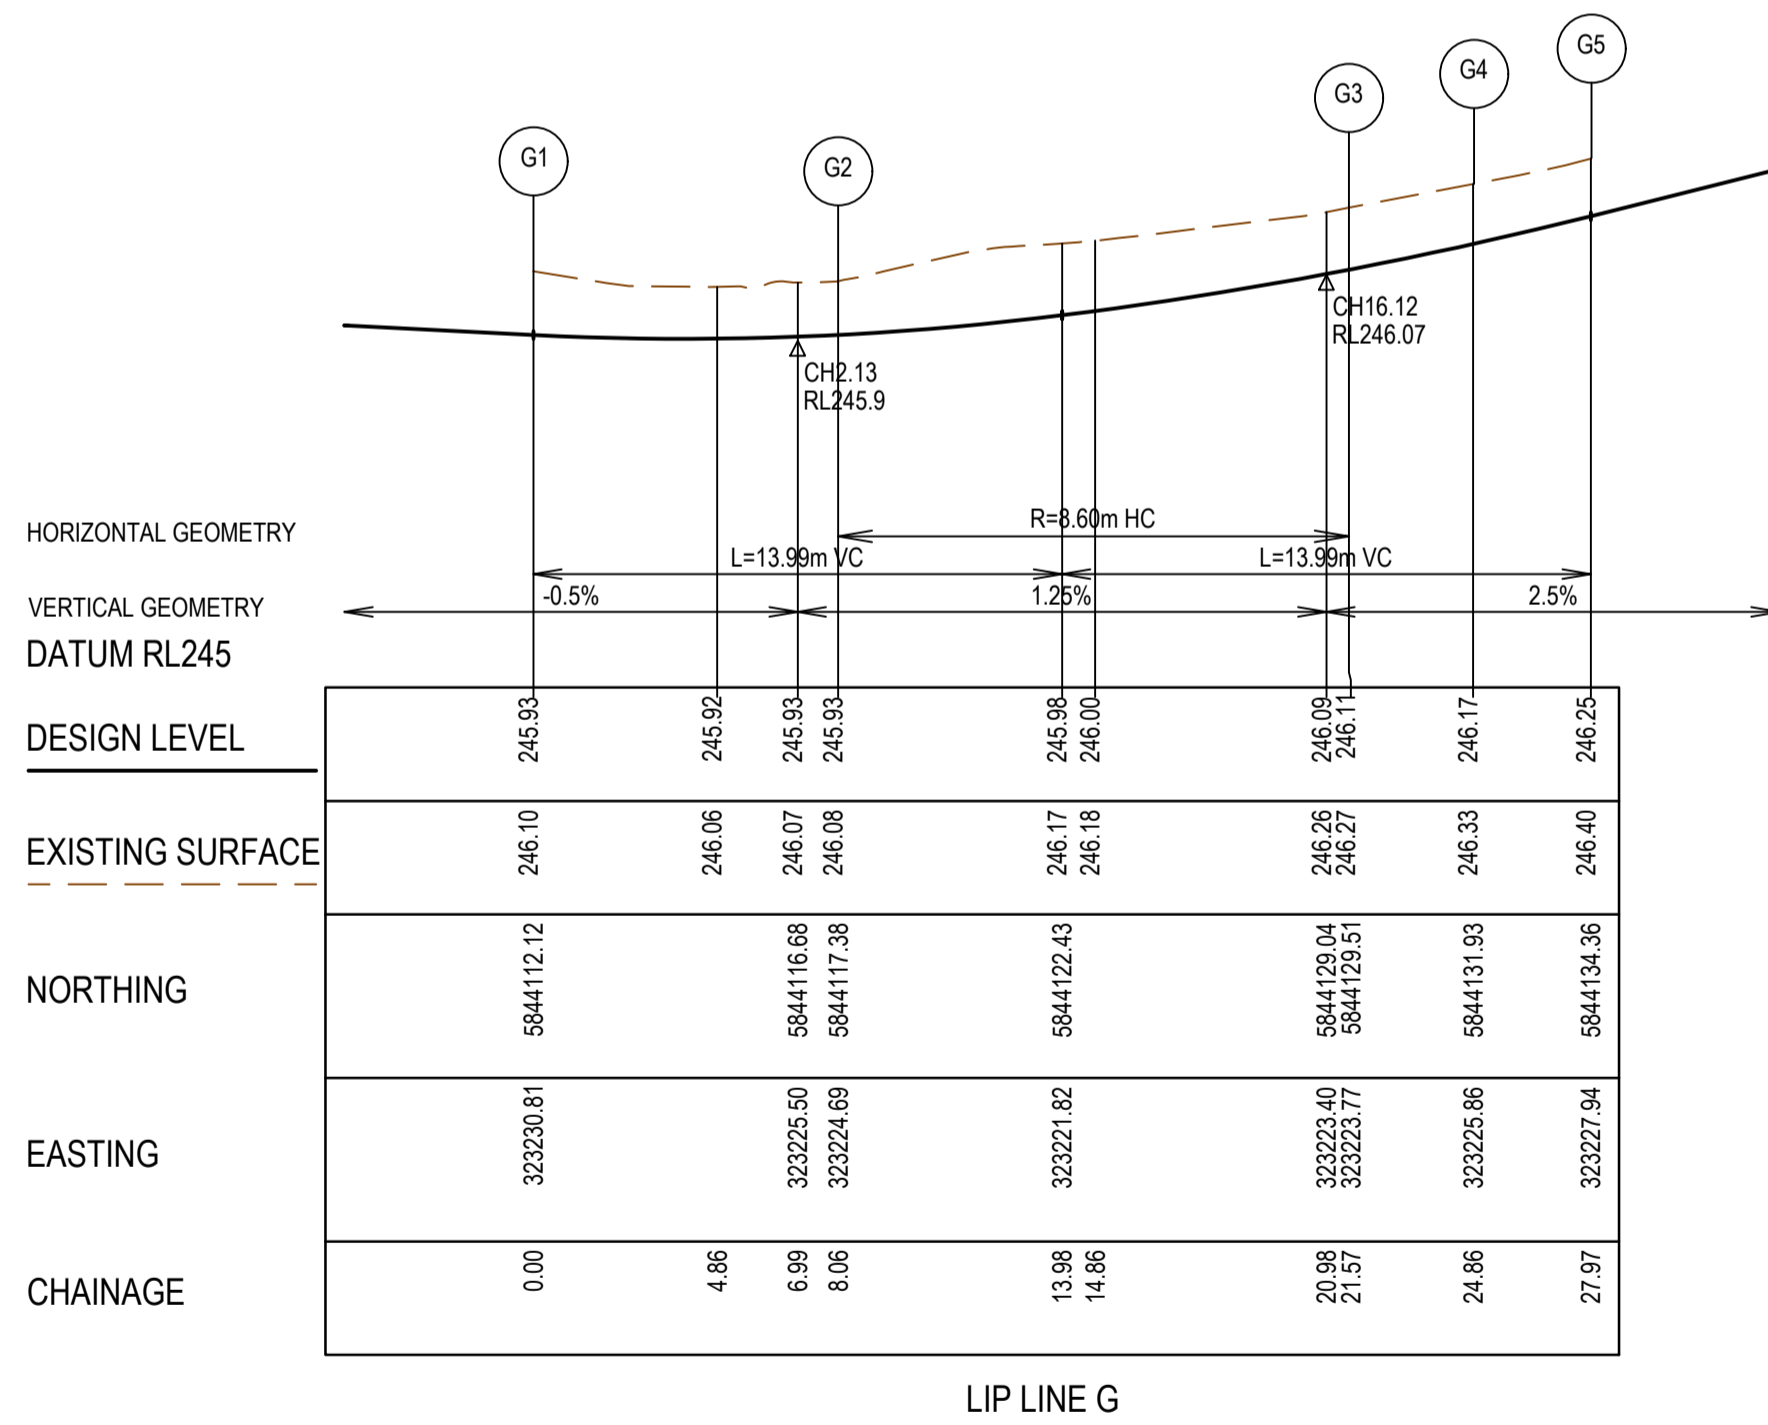 G1
G2
G3
G4
G5
CH2.13
RL245.9
CH16.12
RL246.07
HORIZONTAL GEOMETRY
R=8.60m HC
L=13.99m VC
L=13.99m VC
VERTICAL GEOMETRY
-0.5%
1.25%
2.5%
DATUM RL245
DESIGN LEVEL
245.93
245.92
245.93
245.93
245.98
246.00
246.09
246.11
246.17
246.25
EXISTING SURFACE
246.10
246.06
246.07
246.08
246.17
246.18
246.26
246.27
246.33
246.40
NORTHING
5844112.12
5844116.68
5844117.38
5844122.43
5844129.04
5844129.51
5844131.93
5844134.36
EASTING
323230.81
323225.50
323224.69
323221.82
323223.40
323223.77
323225.86
323227.94
CHAINAGE
0.00
4.86
6.99
8.06
13.98
14.86
20.98
21.57
24.86
27.97
LIP LINE G